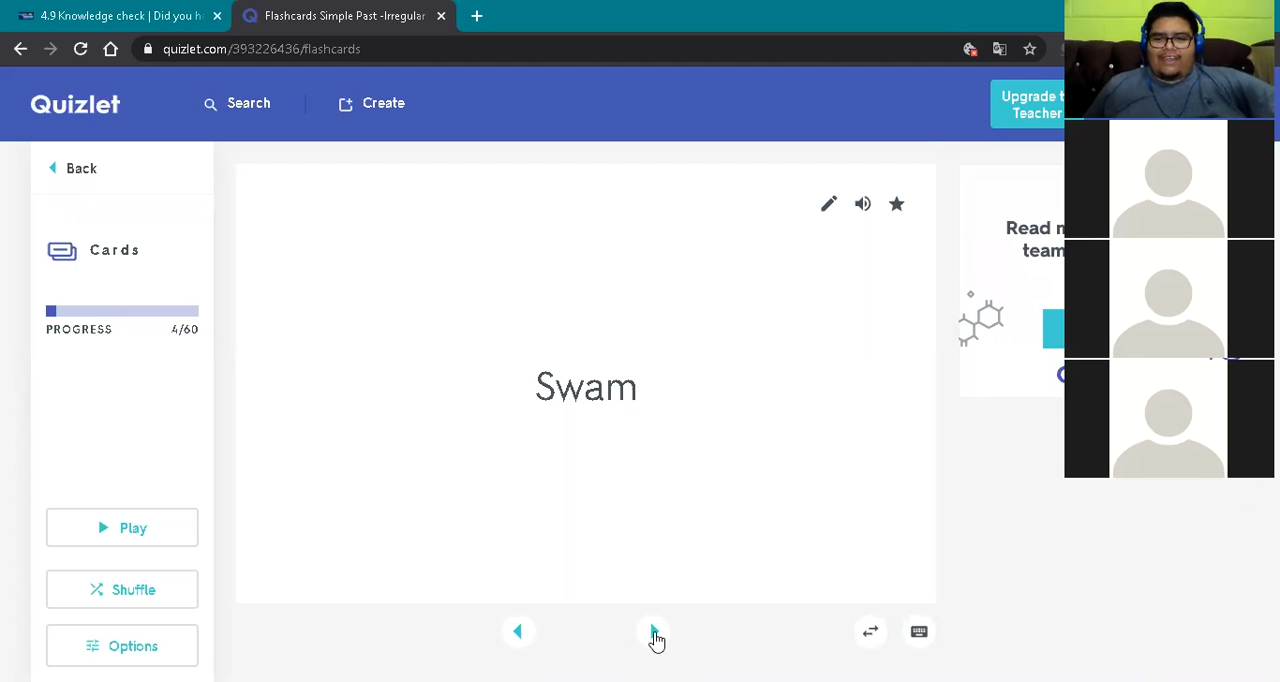 4.9 Knowledge check | Did you ha
Flashcards Simple Past -Irregular
quizlet.com/393226436/flashcards
Quizlet
Search
Create
Upgrade t
Teacher
Back
Cards
PROGRESS 4/60
Swam
Read m
team
Play
Shuffle
Options